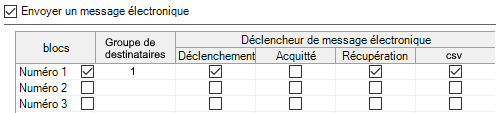 Envoyer un message électronique
blocs Groupe de destinataires Déclencheur de message électronique
Déclenchement Acquitté Récupération csv
Numéro 1 1
Numéro 2
Numéro 3